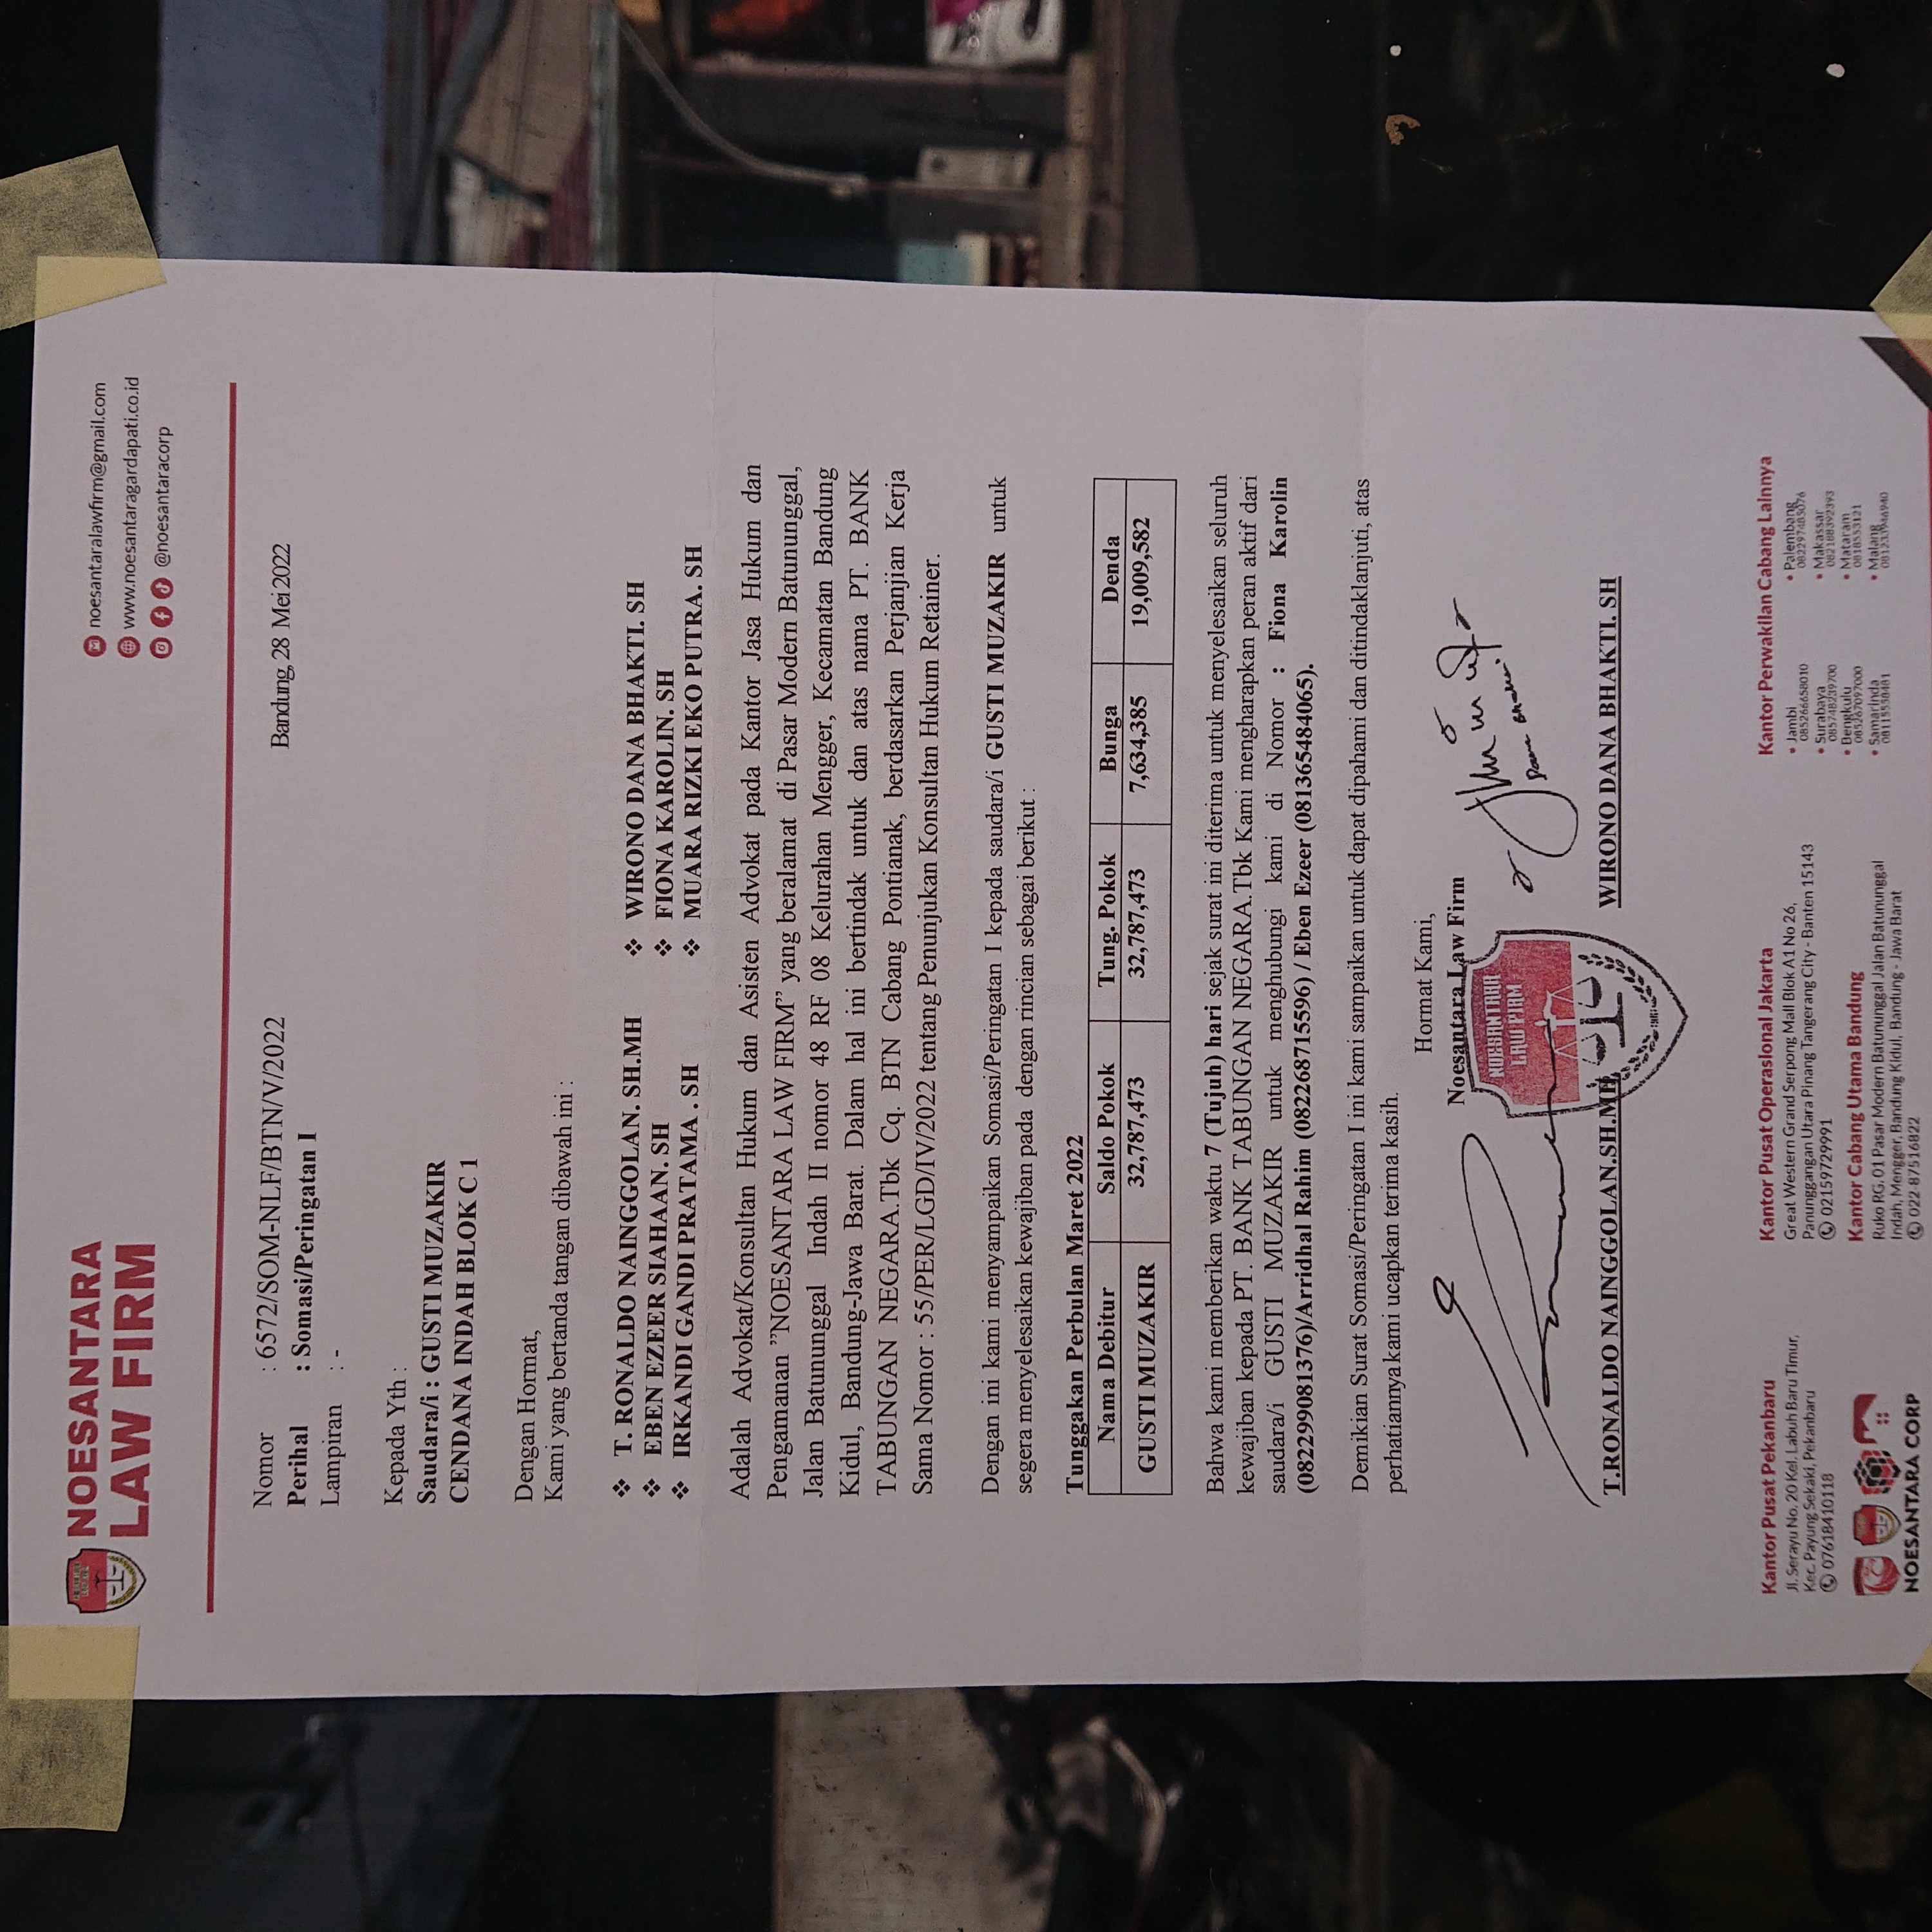 NOESANTARA
LAW FIRM
noesantaralawfirm@gmail.com
www.noesantaragardapati.co.id
@noesantaracorp
Nomor : 6572/SOM-NLF/BTN/V/2022 Bandung, 28 Mei 2022
Perihal : Somasi/Peringatan I
Lampiran : -
Kepada Yth :
Saudara/i : GUSTI MUZAKIR
CENDANA INDAH BLOK C 1
Dengan Hormat,
Kami yang bertanda tangan dibawah ini :
❖ T. RONALDO NAINGGOLAN. SH.MH ❖ WIRONO DANA BHAKTI. SH
❖ EBEN EZEER SIAHAAN. SH ❖ FIONA KAROLIN. SH
❖ IRKANDI GANDI PRATAMA . SH ❖ MUARA RIZKI EKO PUTRA. SH
Adalah Advokat/Konsultan Hukum dan Asisten Advokat pada Kantor Jasa Hukum dan
Pengamanan ”NOESANTARA LAW FIRM” yang beralamat di Pasar Modern Batununggal,
Jalan Batununggal Indah II nomor 48 RF 08 Kelurahan Mengger, Kecamatan Bandung
Kidul, Bandung-Jawa Barat. Dalam hal ini bertindak untuk dan atas nama PT. BANK
TABUNGAN NEGARA.Tbk Cq. BTN Cabang Pontianak, berdasarkan Perjanjian Kerja
Sama Nomor : 55/PER/LGD/IV/2022 tentang Penunjukan Konsultan Hukum Retainer.
Dengan ini kami menyampaikan Somasi/Peringatan I kepada saudara/i GUSTI MUZAKIR untuk
segera menyelesaikan kewajiban pada dengan rincian sebagai berikut :
Tunggakan Perbulan Maret 2022
Nama Debitur Saldo Pokok Tung. Pokok Bunga Denda
GUSTI MUZAKIR 32,787,473 32,787,473 7,634,385 19,009,582
Bahwa kami memberikan waktu 7 (Tujuh) hari sejak surat ini diterima untuk menyelesaikan seluruh
kewajiban kepada PT. BANK TABUNGAN NEGARA.Tbk Kami mengharapkan peran aktif dari
saudara/i GUSTI MUZAKIR untuk menghubungi kami di Nomor : Fiona Karolin
(082299081376)/Arridhal Rahim (082268715596) / Eben Ezeer (081365484065).
Demikian Surat Somasi/Peringatan I ini kami sampaikan untuk dapat dipahami dan ditindaklanjuti, atas
perhatiannya kami ucapkan terima kasih.
Hormat Kami,
Noesantara Law Firm
NOESANTARA
LAW FIRM
T.RONALDO NAINGGOLAN.SH.MH WIRONO DANA BHAKTI. SH
Kantor Pusat Pekanbaru
Jl. Serayu No. 20 Kel. Labuh Baru Timur,
Kec. Payung Sekaki, Pekanbaru
07618410118
NOESANTARA CORP
Kantor Pusat Operasional Jakarta
Great Western Grand Serpong Mall Blok A1 No 26,
Panunggangan Utara Pinang Tangerang City - Banten 15143
02159729991
Kantor Cabang Utama Bandung
Ruko RG. 01 Pasar Modern Batununggal Jalan Batununggal
Indah, Mengger, Bandung Kidul, Bandung - Jawa Barat
022-87516822
Kantor Perwakilan Cabang Lainnya
• Jambi
085266658010
• Surabaya
• Bengkulu
• Samarinda
• Palembang
• Makassar
• Mataram
• Malang